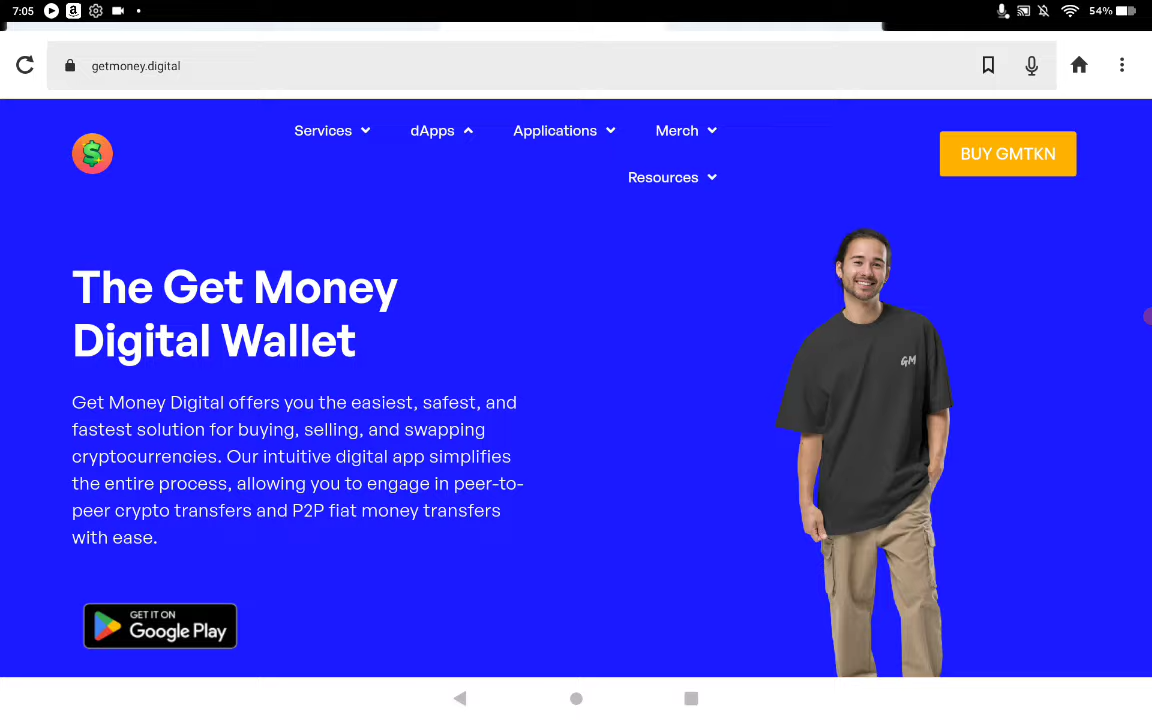 7:05
54%
getmoney.digital
Services
dApps
Applications
Merch
Resources
BUY GMTKN
The Get Money
Digital Wallet
Get Money Digital offers you the easiest, safest, and
fastest solution for buying, selling, and swapping
cryptocurrencies. Our intuitive digital app simplifies
the entire process, allowing you to engage in peer-to-
peer crypto transfers and P2P fiat money transfers
with ease.
GM
GET IT ON
Google Play